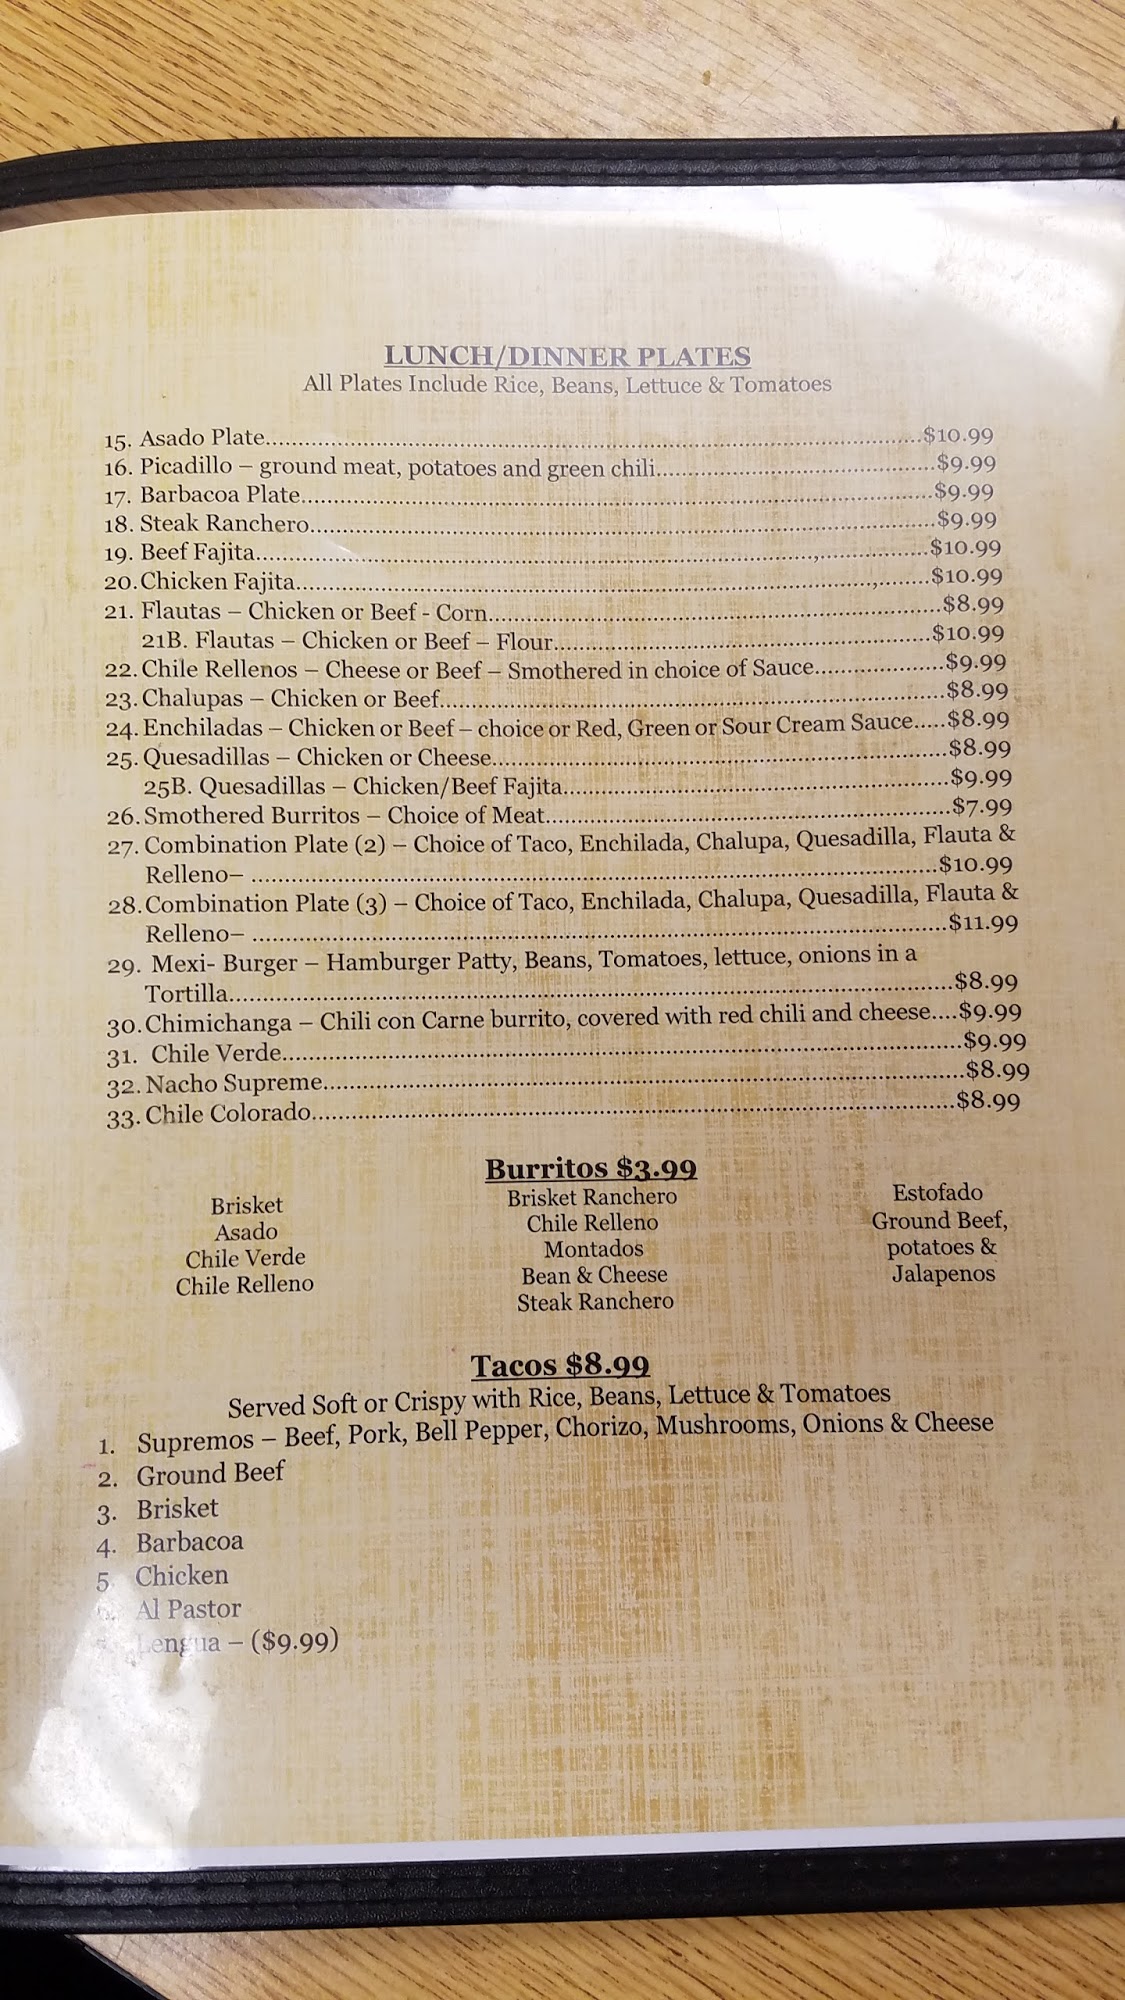 LUNCH/DINNER PLATES
All Plates Include Rice, Beans, Lettuce & Tomatoes
15. Asado Plate....................$10.99
16. Picadillo – ground meat, potatoes and green chili....................$9.99
17. Barbacoa Plate....................$9.99
18. Steak Ranchero....................$9.99
19. Beef Fajita....................$10.99
20. Chicken Fajita....................$10.99
21. Flautas – Chicken or Beef - Corn....................$8.99
21B. Flautas – Chicken or Beef – Flour....................$10.99
22. Chile Rellenos – Cheese or Beef – Smothered in choice of Sauce....................$9.99
23. Chalupas – Chicken or Beef....................$8.99
24. Enchiladas – Chicken or Beef – choice or Red, Green or Sour Cream Sauce.....$8.99
25. Quesadillas – Chicken or Cheese....................$8.99
25B. Quesadillas – Chicken/Beef Fajita....................$9.99
26. Smothered Burritos – Choice of Meat....................$7.99
27. Combination Plate (2) – Choice of Taco, Enchilada, Chalupa, Quesadilla, Flauta &
Relleno– ....................$10.99
28. Combination Plate (3) – Choice of Taco, Enchilada, Chalupa, Quesadilla, Flauta &
Relleno– ....................$11.99
29. Mexi- Burger – Hamburger Patty, Beans, Tomatoes, lettuce, onions in a
Tortilla....................$8.99
30. Chimichanga – Chili con Carne burrito, covered with red chili and cheese....$9.99
31. Chile Verde....................$9.99
32. Nacho Supreme....................$8.99
33. Chile Colorado....................$8.99
Burritos $3.99
Brisket
Asado
Chile Verde
Chile Relleno
Brisket Ranchero
Chile Relleno
Montados
Bean & Cheese
Steak Ranchero
Estofado
Ground Beef,
potatoes &
Jalapenos
Tacos $8.99
Served Soft or Crispy with Rice, Beans, Lettuce & Tomatoes
1. Supremos – Beef, Pork, Bell Pepper, Chorizo, Mushrooms, Onions & Cheese
2. Ground Beef
3. Brisket
4. Barbacoa
5 Chicken
Al Pastor
Lengua – ($9.99)